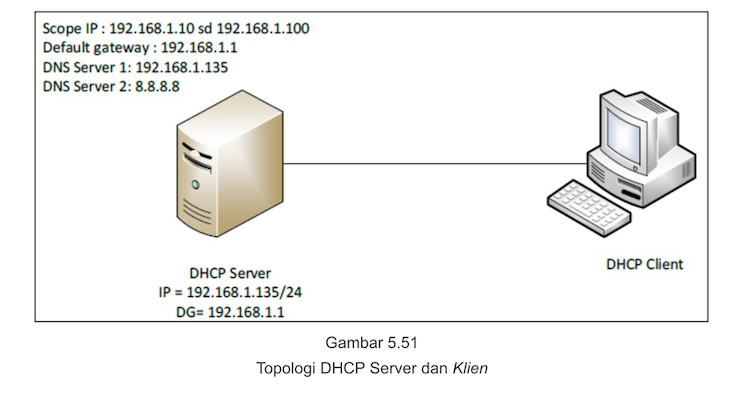 Scope IP : 192.168.1.10 sd 192.168.1.100
Default gateway : 192.168.1.1
DNS Server 1: 192.168.1.135
DNS Server 2: 8.8.8.8
DHCP Server
IP = 192.168.1.135/24
DG= 192.168.1.1
DHCP Client
Gambar 5.51
Topologi DHCP Server dan Klien